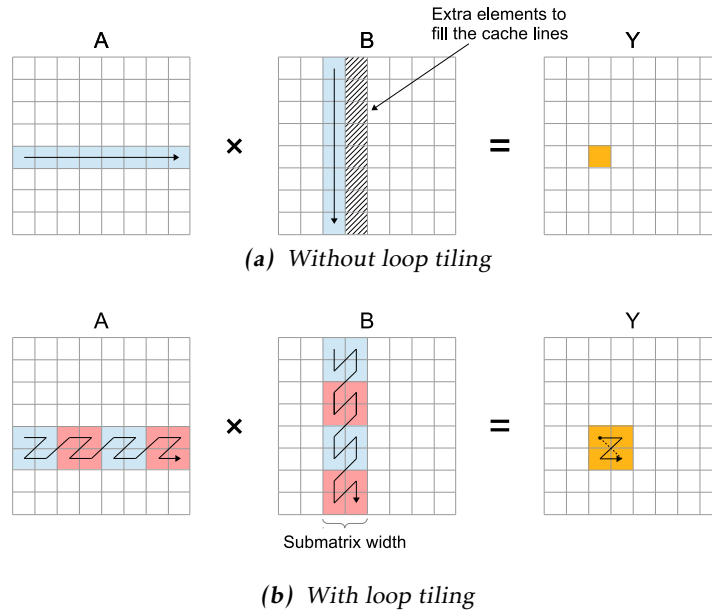 Extra elements to
fill the cache lines
A
B
Y
×
=
(a) Without loop tiling
A
B
Y
×
=
Submatrix width
(b) With loop tiling